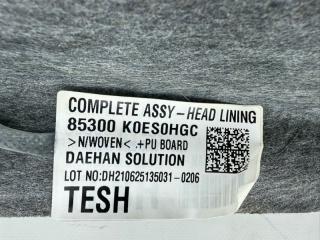 COMPLETE ASSY-HEAD LINING
85300 K0ES0HGC
>N/WOVEN< .+PU BOARD
DAEHAN SOLUTION
LOT NO:DH210625135031-0206
TESH